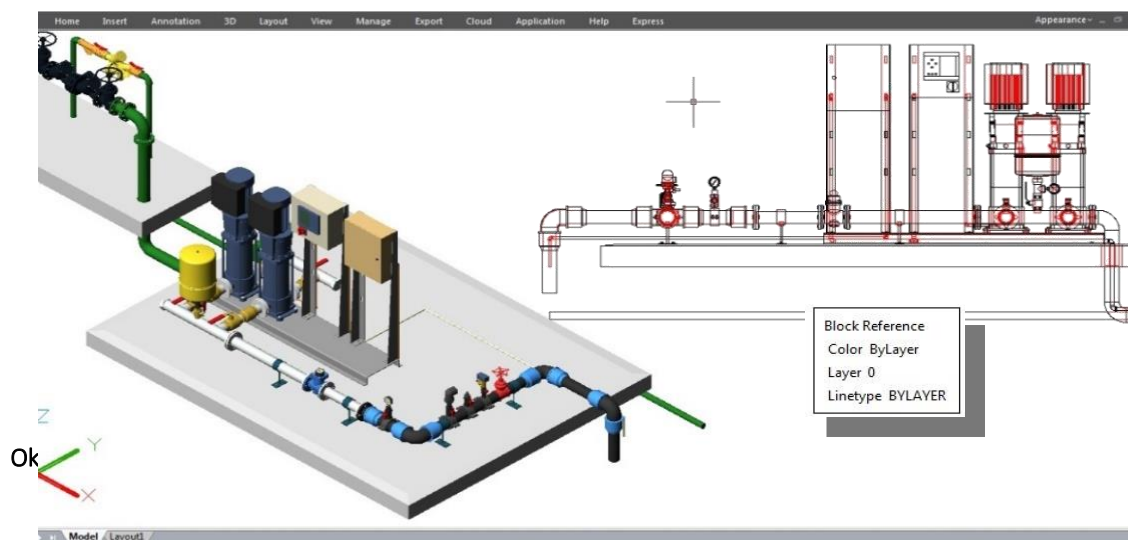 Home Insert Annotation 3D Layout View Manage Export Cloud Application Help Express Appearance
Block Reference
Color ByLayer
Layer 0
Linetype BYLAYER
Z
Y
Ok
X
Model Layout1